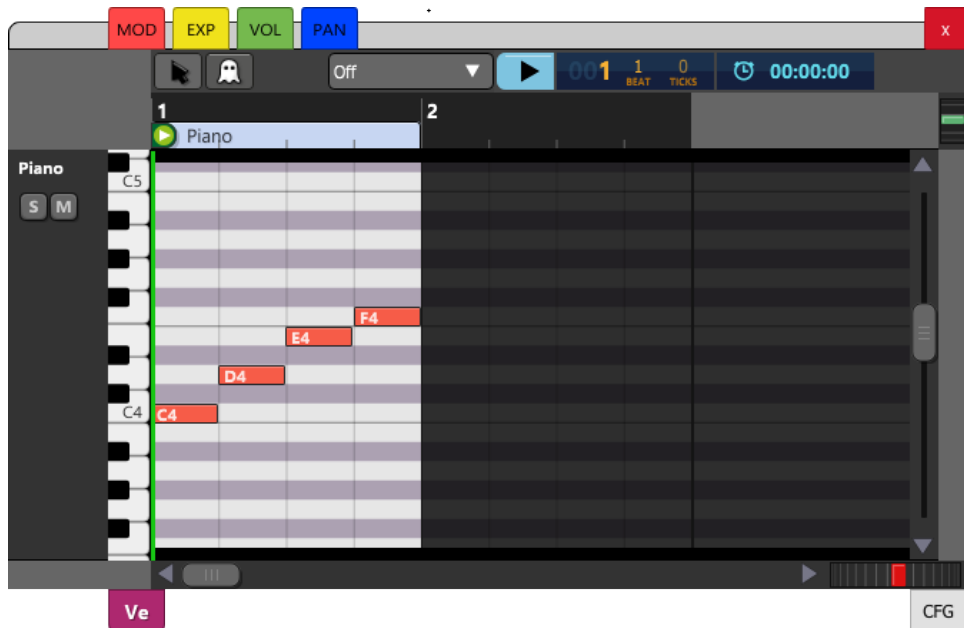 MOD EXP VOL PAN X
Off 001 1 BEAT 0 TICKS 00:00:00
1 2
Piano
Piano
C5
S M
F4
E4
D4
C4 C4
Ve CFG